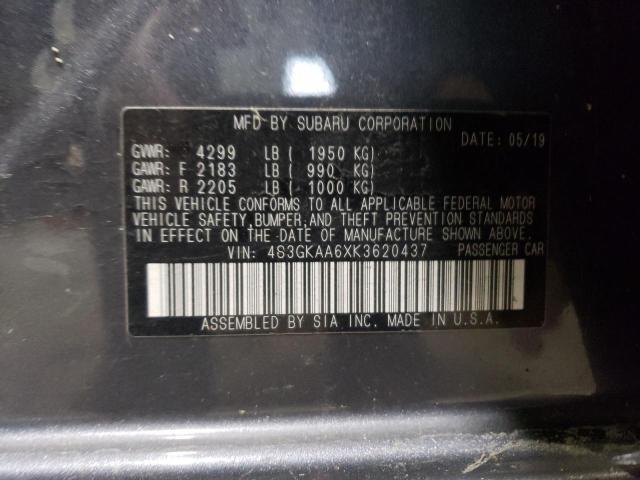 MFD BY SUBARU CORPORATION
DATE: 05/19
GVWR: 4299 LB ( 1950 KG)
GAWR: F 2183 LB ( 990 KG)
GAWR: R 2205 LB ( 1000 KG)
THIS VEHICLE CONFORMS TO ALL APPLICABLE FEDERAL MOTOR
VEHICLE SAFETY, BUMPER, AND THEFT PREVENTION STANDARDS
IN EFFECT ON THE DATE OF MANUFACTURE SHOWN ABOVE.
VIN: 4S3GKAA6XK3620437 PASSENGER CAR
ASSEMBLED BY SIA INC. MADE IN U.S.A.